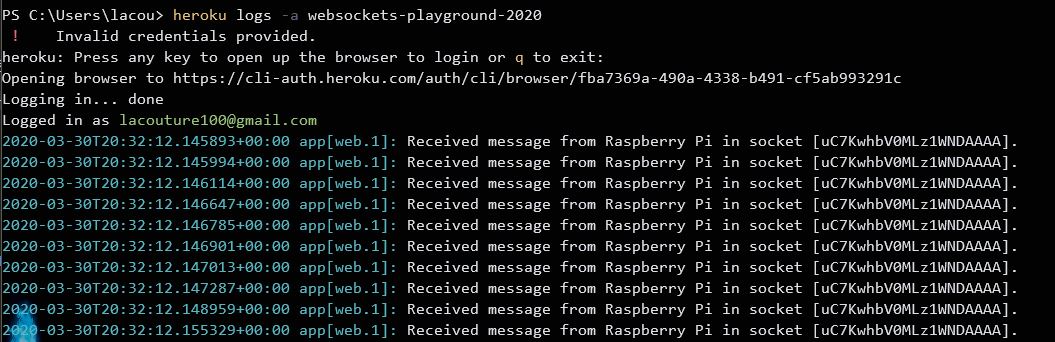 PS C:\Users\lacou> heroku logs -a websockets-playground-2020
! Invalid credentials provided.
heroku: Press any key to open up the browser to login or q to exit:
Opening browser to https://cli-auth.heroku.com/auth/cli/browser/fba7369a-490a-4338-b491-cf5ab993291c
Logging in... done
Logged in as lacouture100@gmail.com
2020-03-30T20:32:12.145893+00:00 app[web.1]: Received message from Raspberry Pi in socket [uC7KwhbV0MLz1WNDAAAA].
2020-03-30T20:32:12.145994+00:00 app[web.1]: Received message from Raspberry Pi in socket [uC7KwhbV0MLz1WNDAAAA].
2020-03-30T20:32:12.146114+00:00 app[web.1]: Received message from Raspberry Pi in socket [uC7KwhbV0MLz1WNDAAAA].
2020-03-30T20:32:12.146647+00:00 app[web.1]: Received message from Raspberry Pi in socket [uC7KwhbV0MLz1WNDAAAA].
2020-03-30T20:32:12.146785+00:00 app[web.1]: Received message from Raspberry Pi in socket [uC7KwhbV0MLz1WNDAAAA].
2020-03-30T20:32:12.146901+00:00 app[web.1]: Received message from Raspberry Pi in socket [uC7KwhbV0MLz1WNDAAAA].
2020-03-30T20:32:12.147013+00:00 app[web.1]: Received message from Raspberry Pi in socket [uC7KwhbV0MLz1WNDAAAA].
2020-03-30T20:32:12.147287+00:00 app[web.1]: Received message from Raspberry Pi in socket [uC7KwhbV0MLz1WNDAAAA].
2020-03-30T20:32:12.148959+00:00 app[web.1]: Received message from Raspberry Pi in socket [uC7KwhbV0MLz1WNDAAAA].
2020-03-30T20:32:12.155329+00:00 app[web.1]: Received message from Raspberry Pi in socket [uC7KwhbV0MLz1WNDAAAA].